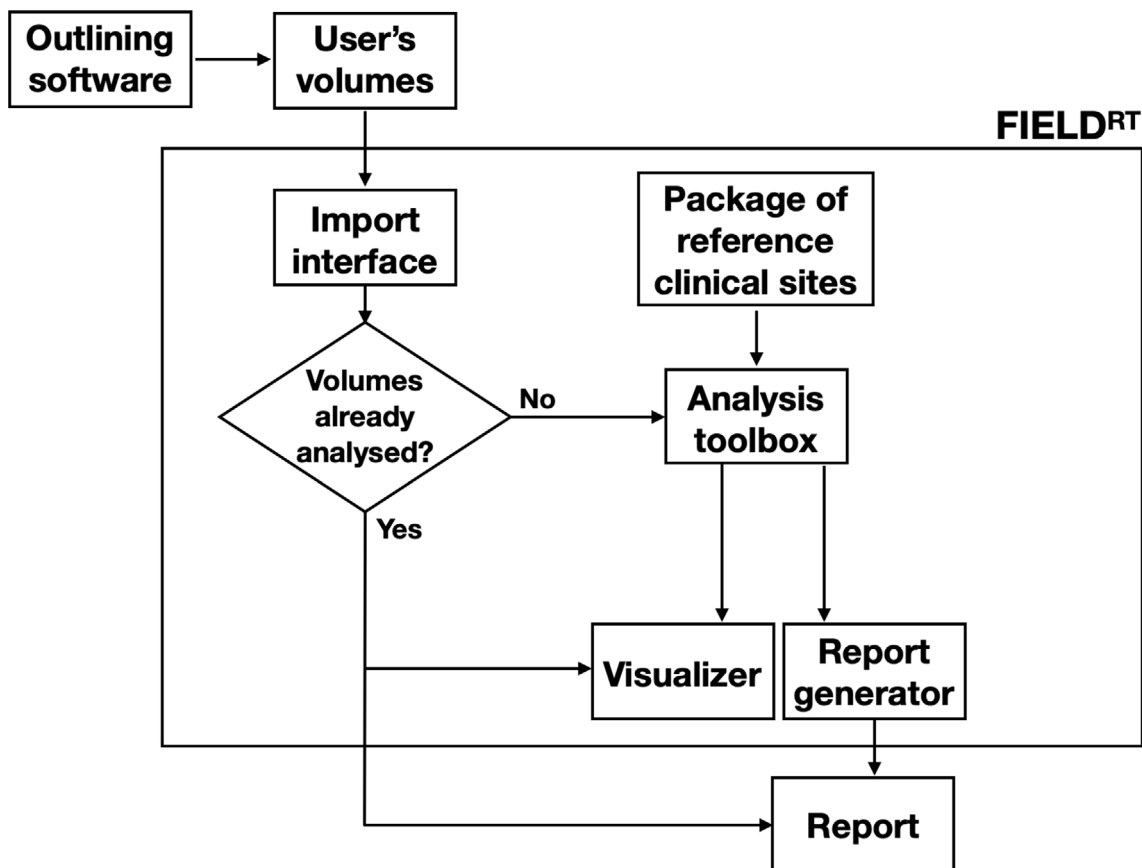 Outlining
software
User's
volumes
FIELDRT
Import
interface
Package of
reference
clinical sites
Volumes
already
analysed?
No
Analysis
toolbox
Yes
Visualizer
Report
generator
Report